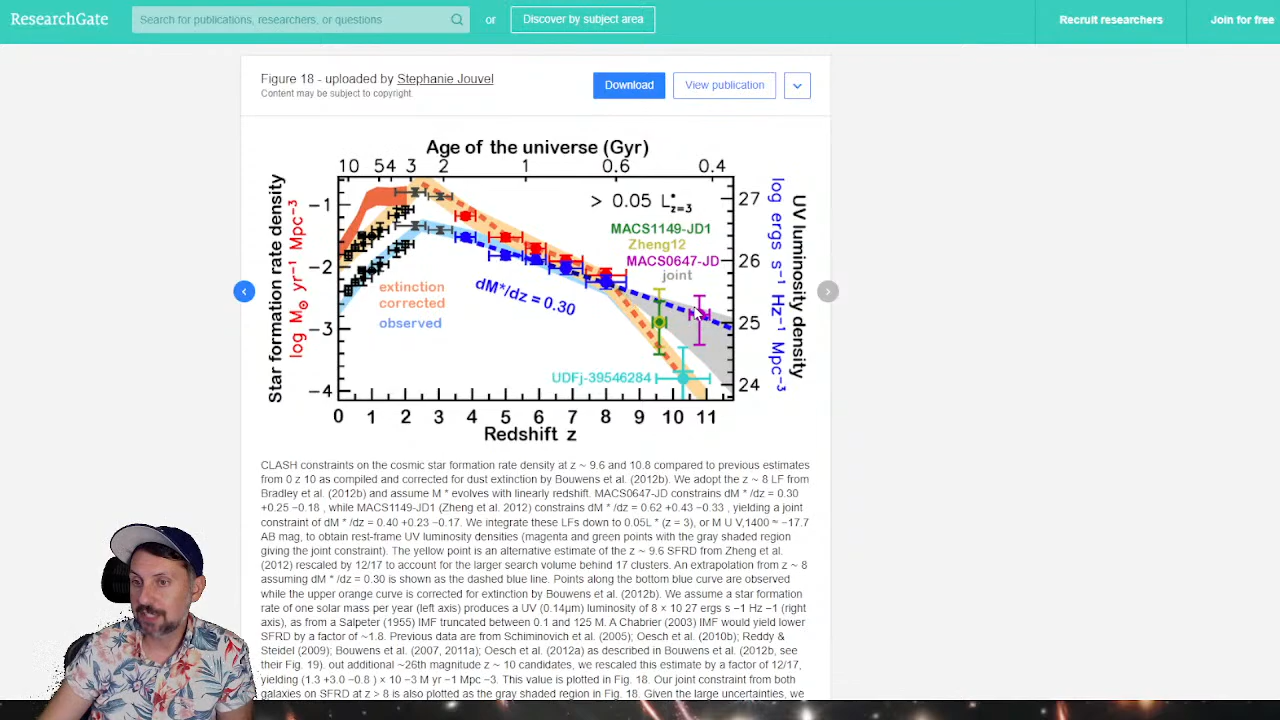 ResearchGate
Search for publications, researchers, or questions
or
Discover by subject area
Recruit researchers
Join for free
Figure 18 - uploaded by Stephanie Jouvel
Content may be subject to copyright.
Download
View publication
Age of the universe (Gyr)
10 5 4 3 2 1 0.6 0.4
Star formation rate density
log M⊙ yr⁻¹ Mpc⁻³
−1
−2
−3
−4
> 0.05 L*z=3
MACS1149-JD1
Zheng12
MACS0647-JD
joint
extinction
corrected
observed
dM*/dz = 0.30
UDFj-39546284
27
26
25
24
log ergs s⁻¹ Hz⁻¹ Mpc⁻³
UV luminosity density
0 1 2 3 4 5 6 7 8 9 10 11
Redshift z
CLASH constraints on the cosmic star formation rate density at z ~ 9.6 and 10.8 compared to previous estimates
from 0 z 10 as compiled and corrected for dust extinction by Bouwens et al. (2012b). We adopt the z ~ 8 LF from
Bradley et al. (2012b) and assume M * evolves with linearly redshift. MACS0647-JD constrains dM * /dz = 0.30
+0.25 −0.18 , while MACS1149-JD1 (Zheng et al. 2012) constrains dM * /dz = 0.62 +0.43 −0.33 , yielding a joint
constraint of dM * /dz = 0.40 +0.23 −0.17. We integrate these LFs down to 0.05L * (z = 3), or M U V,1400 ≈ −17.7
AB mag, to obtain rest-frame UV luminosity densities (magenta and green points with the gray shaded region
giving the joint constraint). The yellow point is an alternative estimate of the z ~ 9.6 SFRD from Zheng et al.
(2012) rescaled by 12/17 to account for the larger search volume behind 17 clusters. An extrapolation from z ~ 8
assuming dM * /dz = 0.30 is shown as the dashed blue line. Points along the bottom blue curve are observed
while the upper orange curve is corrected for extinction by Bouwens et al. (2012b). We assume a star formation
rate of one solar mass per year (left axis) produces a UV (0.14μm) luminosity of 8 × 10 27 ergs s −1 Hz −1 (right
axis), as from a Salpeter (1955) IMF truncated between 0.1 and 125 M. A Chabrier (2003) IMF would yield lower
SFRD by a factor of ~1.8. Previous data are from Schiminovich et al. (2005); Oesch et al. (2010b); Reddy &
Steidel (2009); Bouwens et al. (2007, 2011a); Oesch et al. (2012a) as described in Bouwens et al. (2012b, see
their Fig. 19). out additional ~26th magnitude z ~ 10 candidates, we rescaled this estimate by a factor of 12/17,
yielding (1.3 +3.0 −0.8 ) × 10 −3 M yr −1 Mpc −3. This value is plotted in Fig. 18. Our joint constraint from both
galaxies on SFRD at z > 8 is also plotted as the gray shaded region in Fig. 18. Given the large uncertainties, we